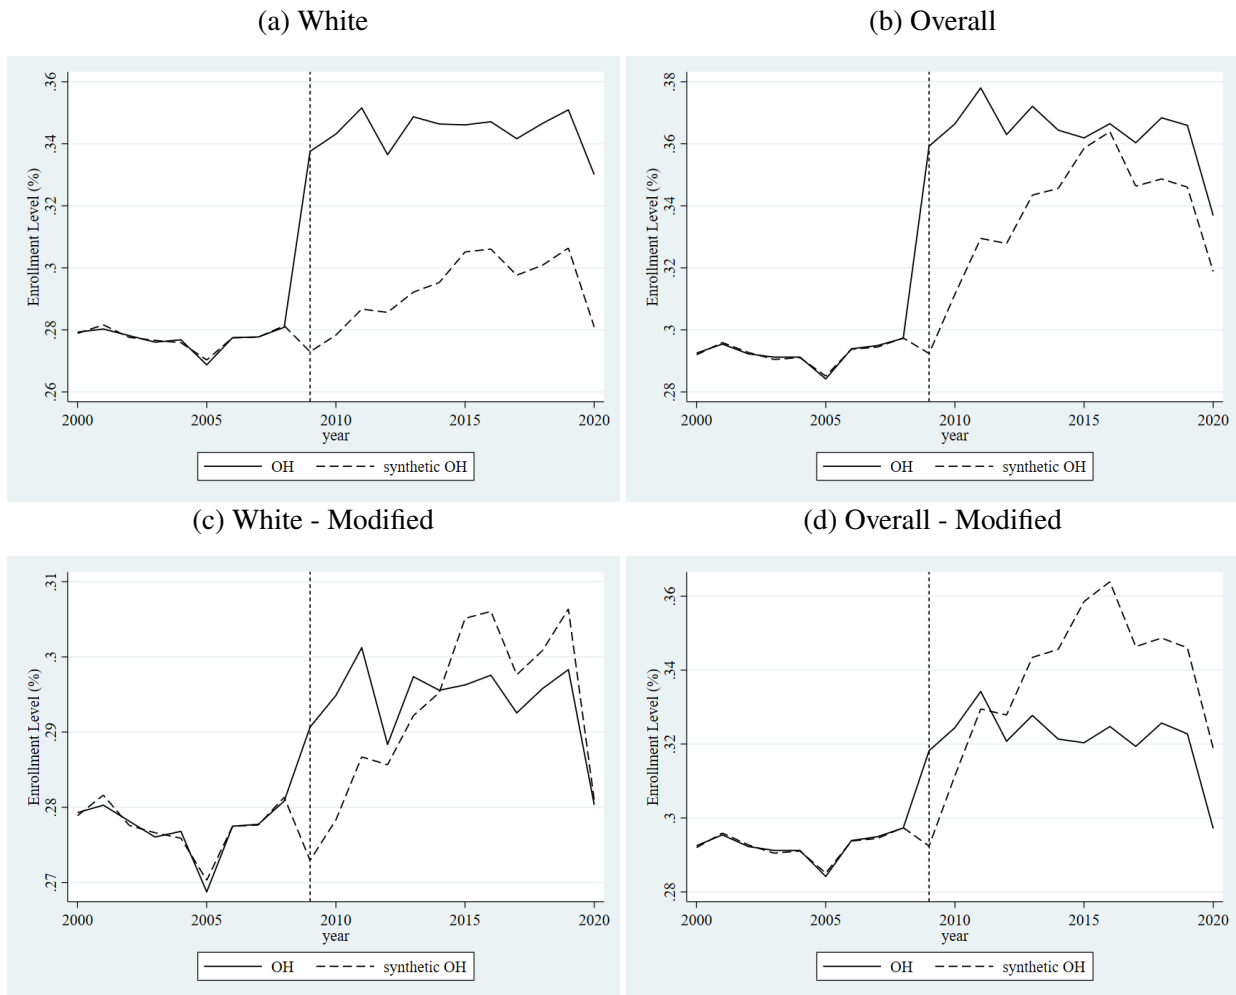 (a) White
Enrollment Level (%)
.36
.34
.32
.3
.28
.26
2000 2005 2010 2015 2020
year
OH synthetic OH
(b) Overall
Enrollment Level (%)
.38
.36
.34
.32
.3
.28
2000 2005 2010 2015 2020
year
OH synthetic OH
(c) White - Modified
Enrollment Level (%)
.31
.3
.29
.28
.27
2000 2005 2010 2015 2020
year
OH synthetic OH
(d) Overall - Modified
Enrollment Level (%)
.36
.34
.32
.3
.28
2000 2005 2010 2015 2020
year
OH synthetic OH